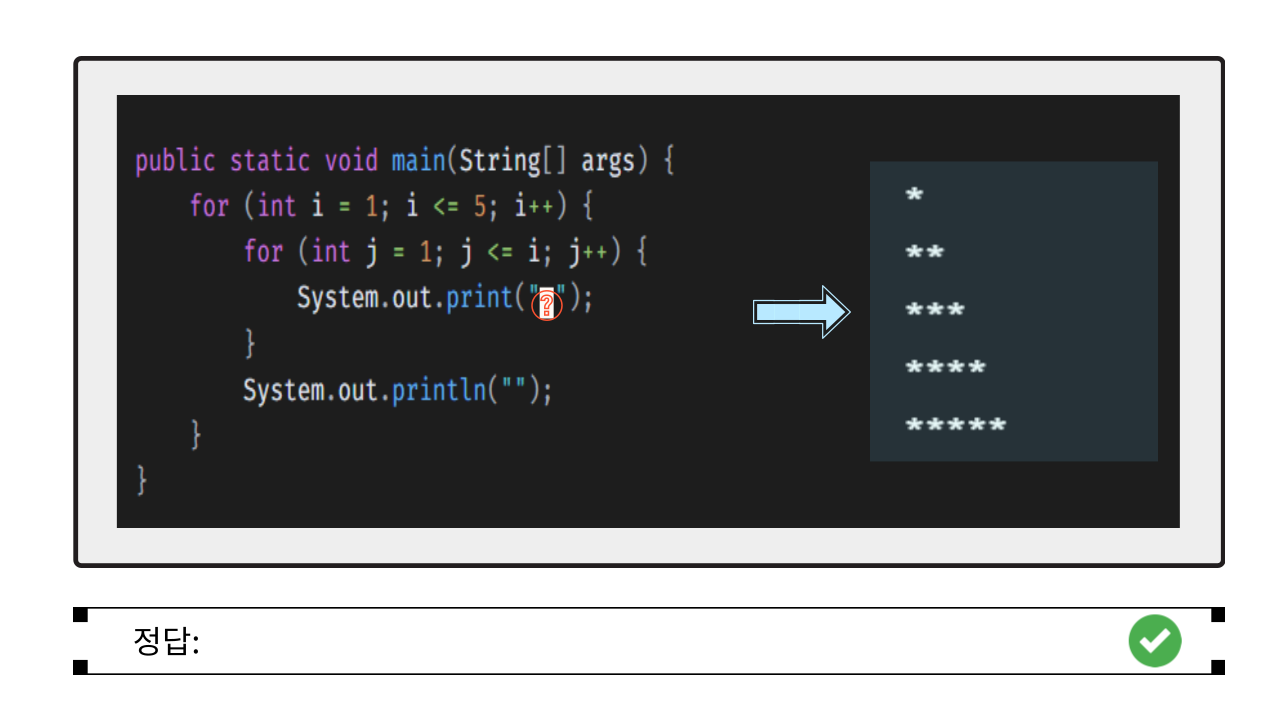 public static void main(String[] args) {
for (int i = 1; i <= 5; i++) {
for (int j = 1; j <= i; j++) {
System.out.print("?");
}
System.out.println("");
}
}
*
**
***
****
*****
정답: